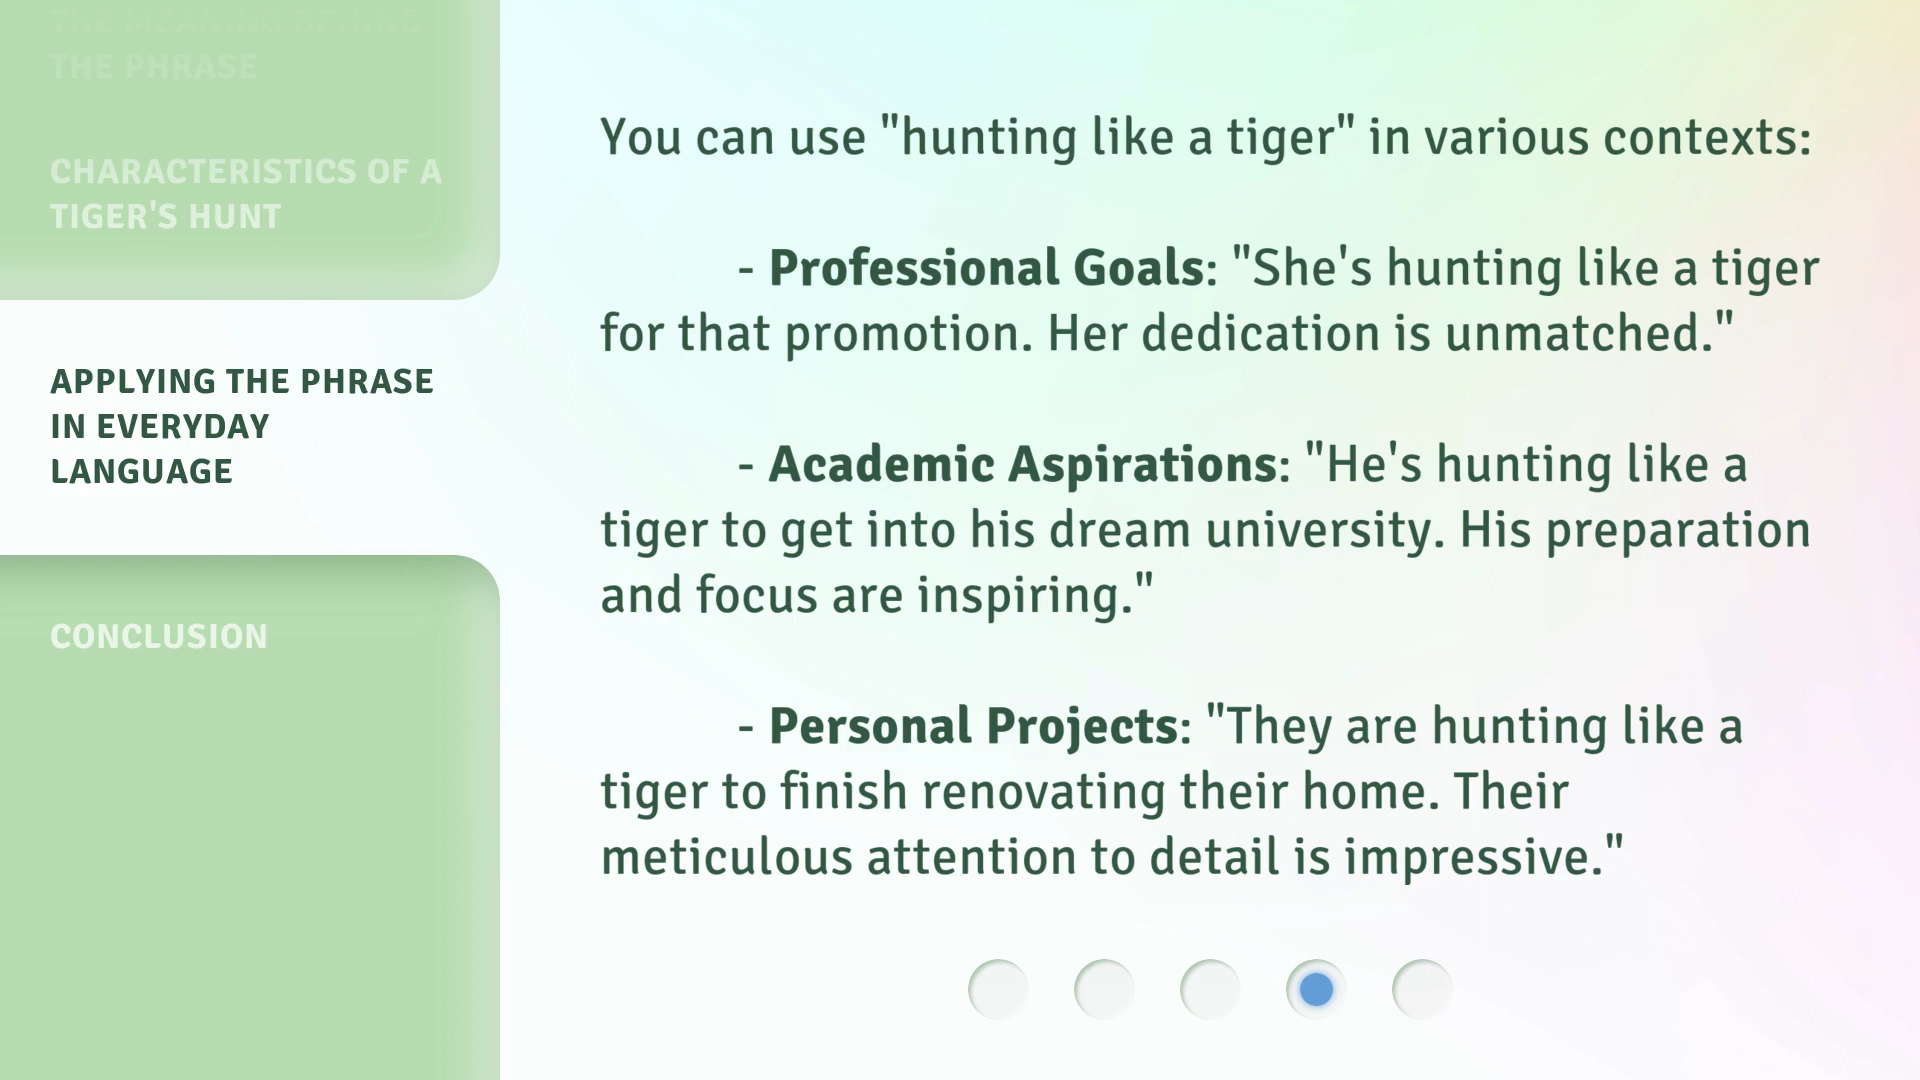 THE MEANING BEHIND
THE PHRASE
CHARACTERISTICS OF A
TIGER'S HUNT
APPLYING THE PHRASE
IN EVERYDAY
LANGUAGE
CONCLUSION
You can use "hunting like a tiger" in various contexts:
- Professional Goals: "She's hunting like a tiger
for that promotion. Her dedication is unmatched."
- Academic Aspirations: "He's hunting like a
tiger to get into his dream university. His preparation
and focus are inspiring."
- Personal Projects: "They are hunting like a
tiger to finish renovating their home. Their
meticulous attention to detail is impressive."